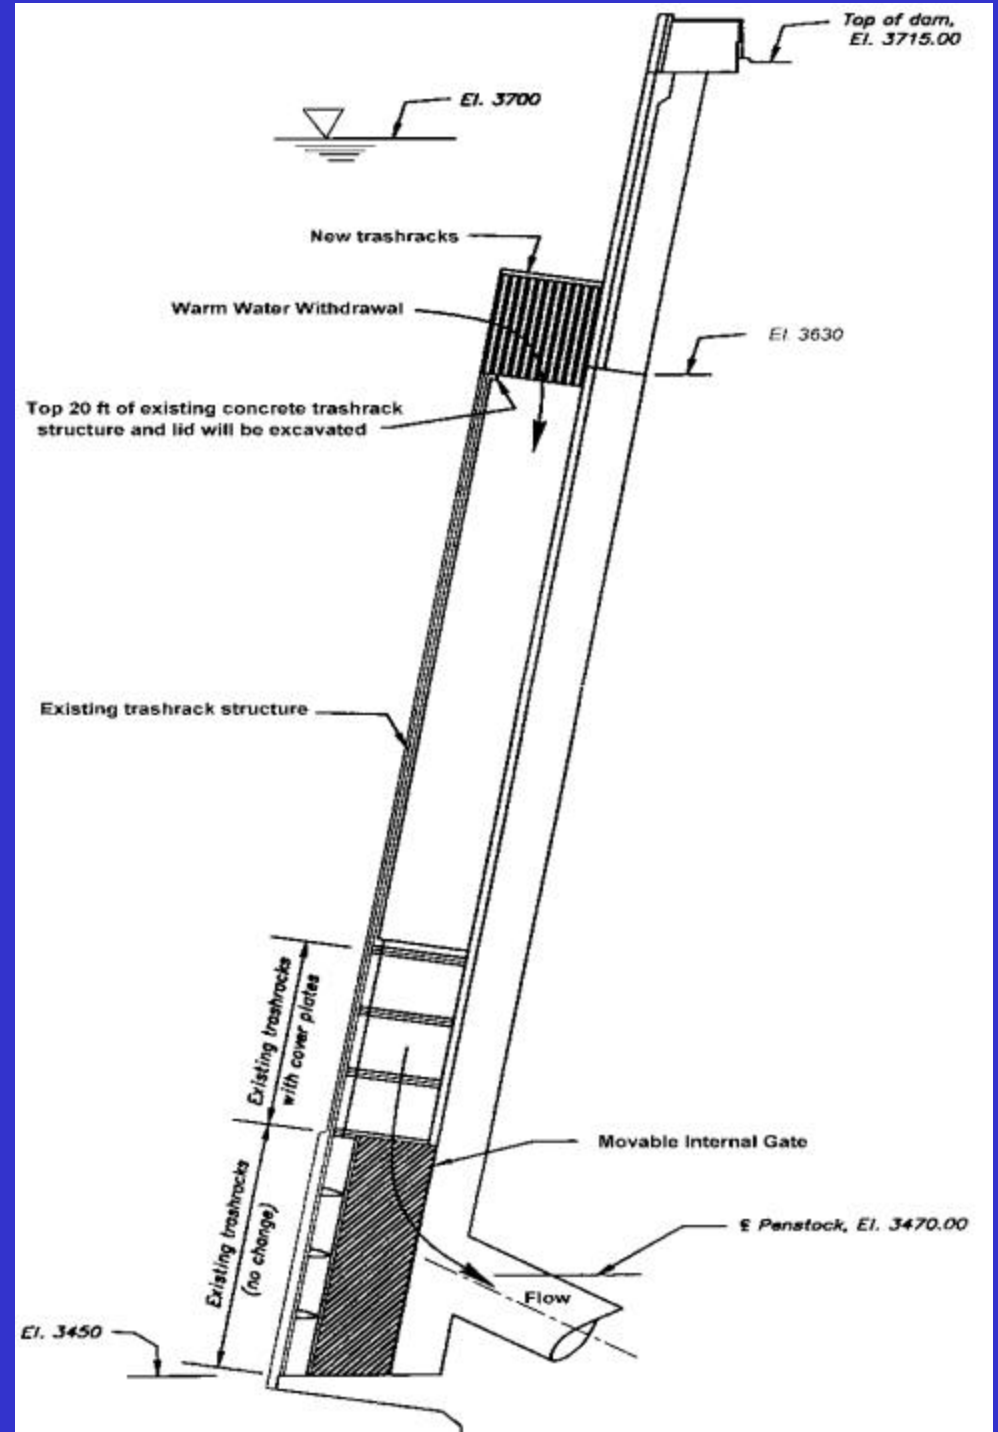 Top of dam,
El. 3715.00
El. 3700
New trashracks
Warm Water Withdrawal
El. 3630
Top 20 ft of existing concrete trashrack
structure and lid will be excavated
Existing trashrack structure
Existing trashracks
with cover plates
Existing trashracks
(no change)
Movable Internal Gate
℄ Penstock, El. 3470.00
Flow
El. 3450